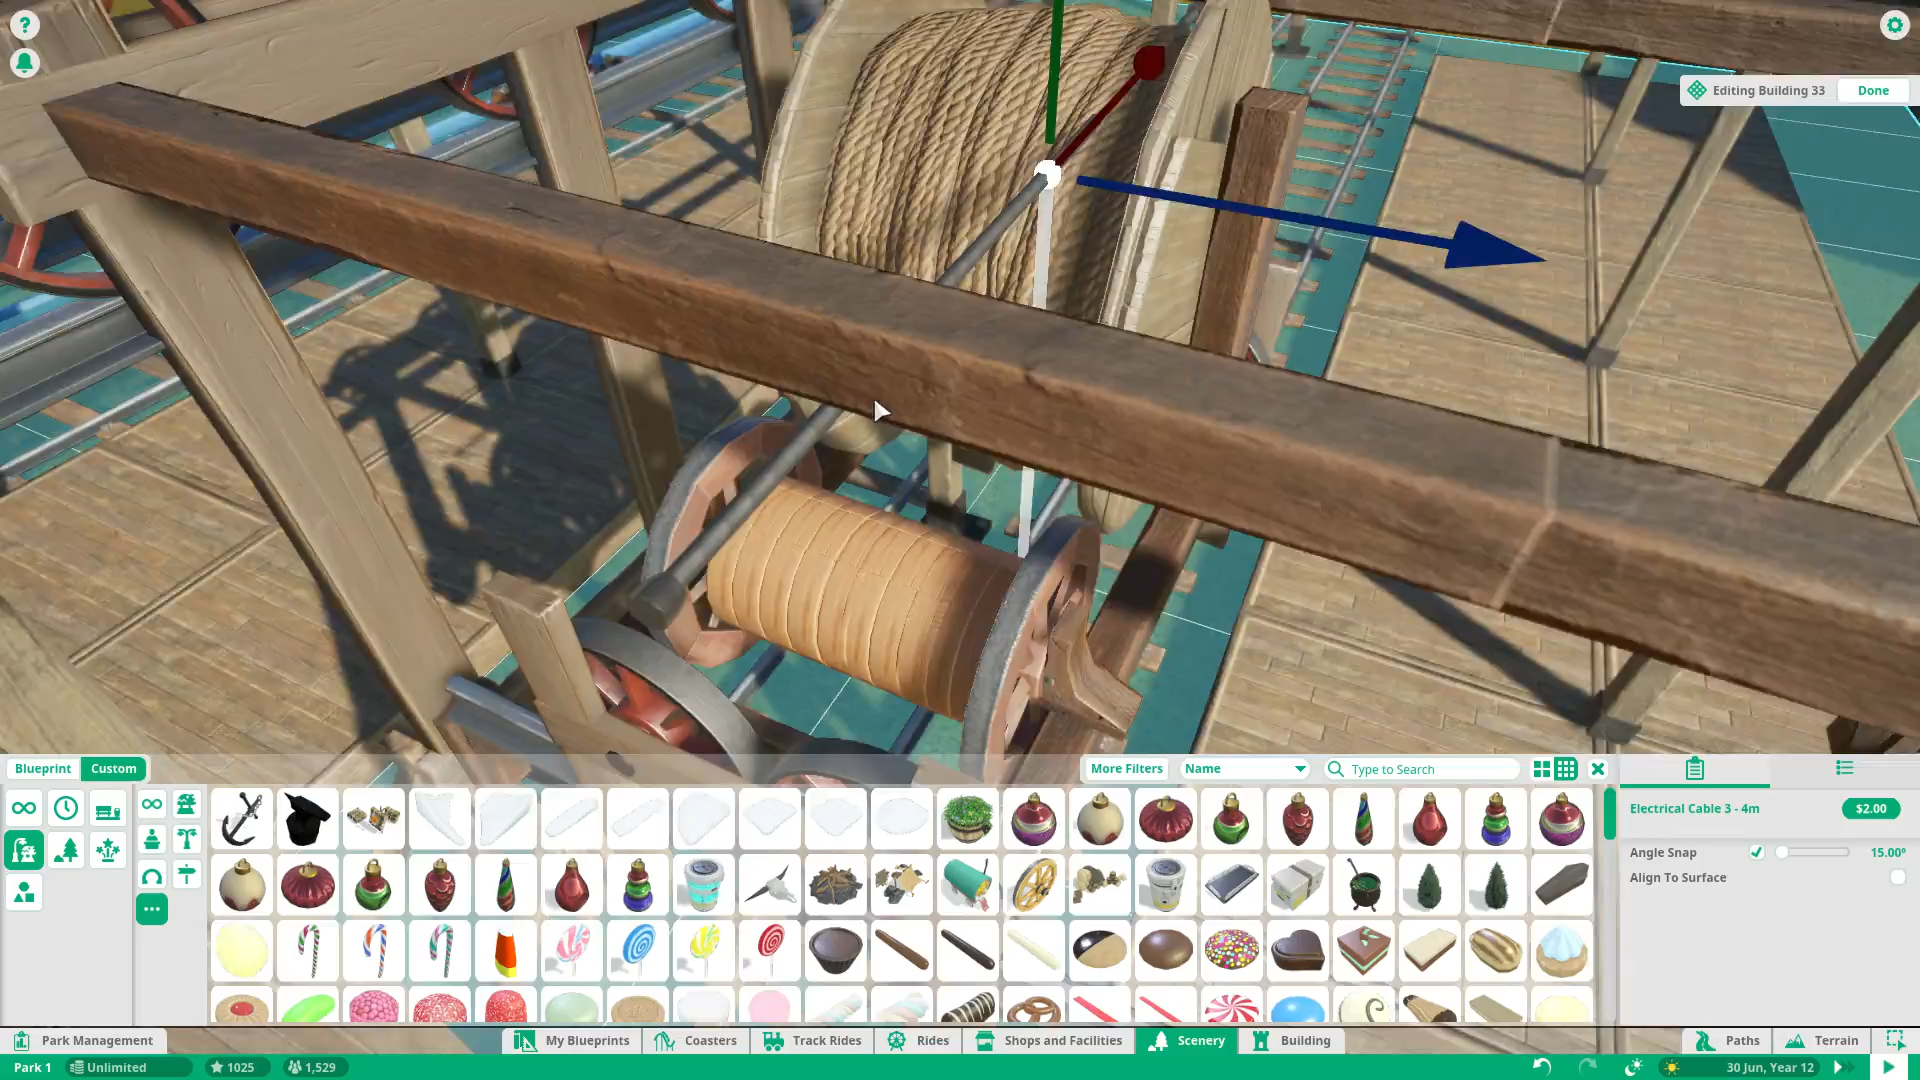 ?
Editing Building 33 Done
Blueprint Custom
More Filters Name Type to Search
Electrical Cable 3 - 4m $2.00
Angle Snap 15.00°
Align To Surface
Park Management My Blueprints Coasters Track Rides Rides Shops and Facilities Scenery Building Paths Terrain
Park 1 Unlimited 1025 1,529 30 Jun, Year 12